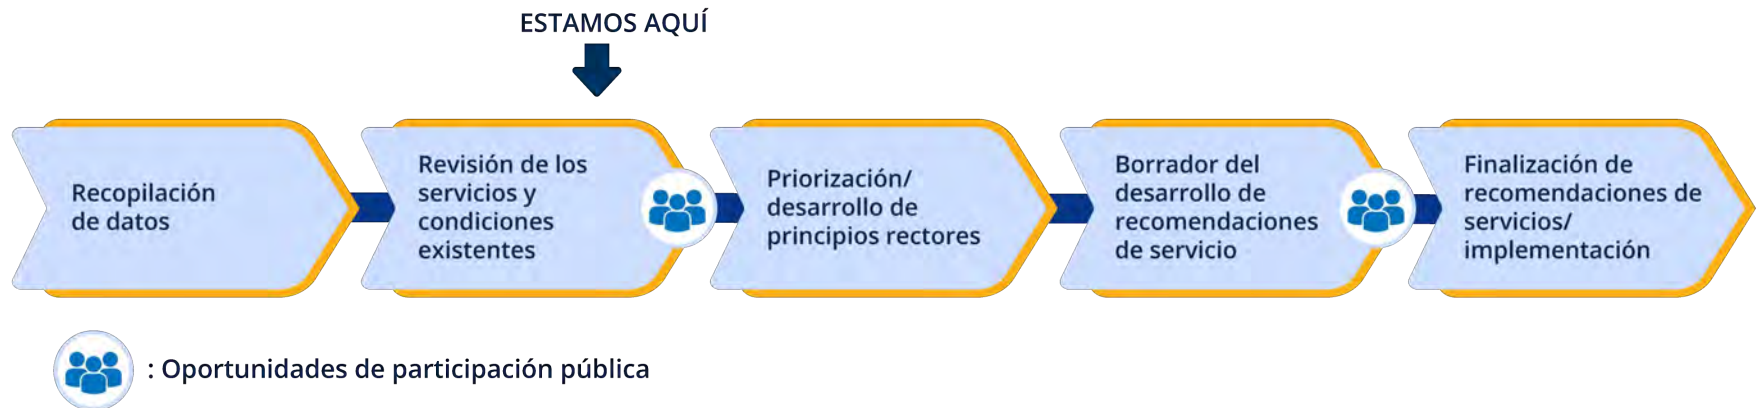 ESTAMOS AQUÍ
Recopilación
de datos
Revisión de los
servicios y
condiciones
existentes
Priorización/
desarrollo de
principios rectores
Borrador del
desarrollo de
recomendaciones
de servicio
Finalización de
recomendaciones de
servicios/
implementación
: Oportunidades de participación pública